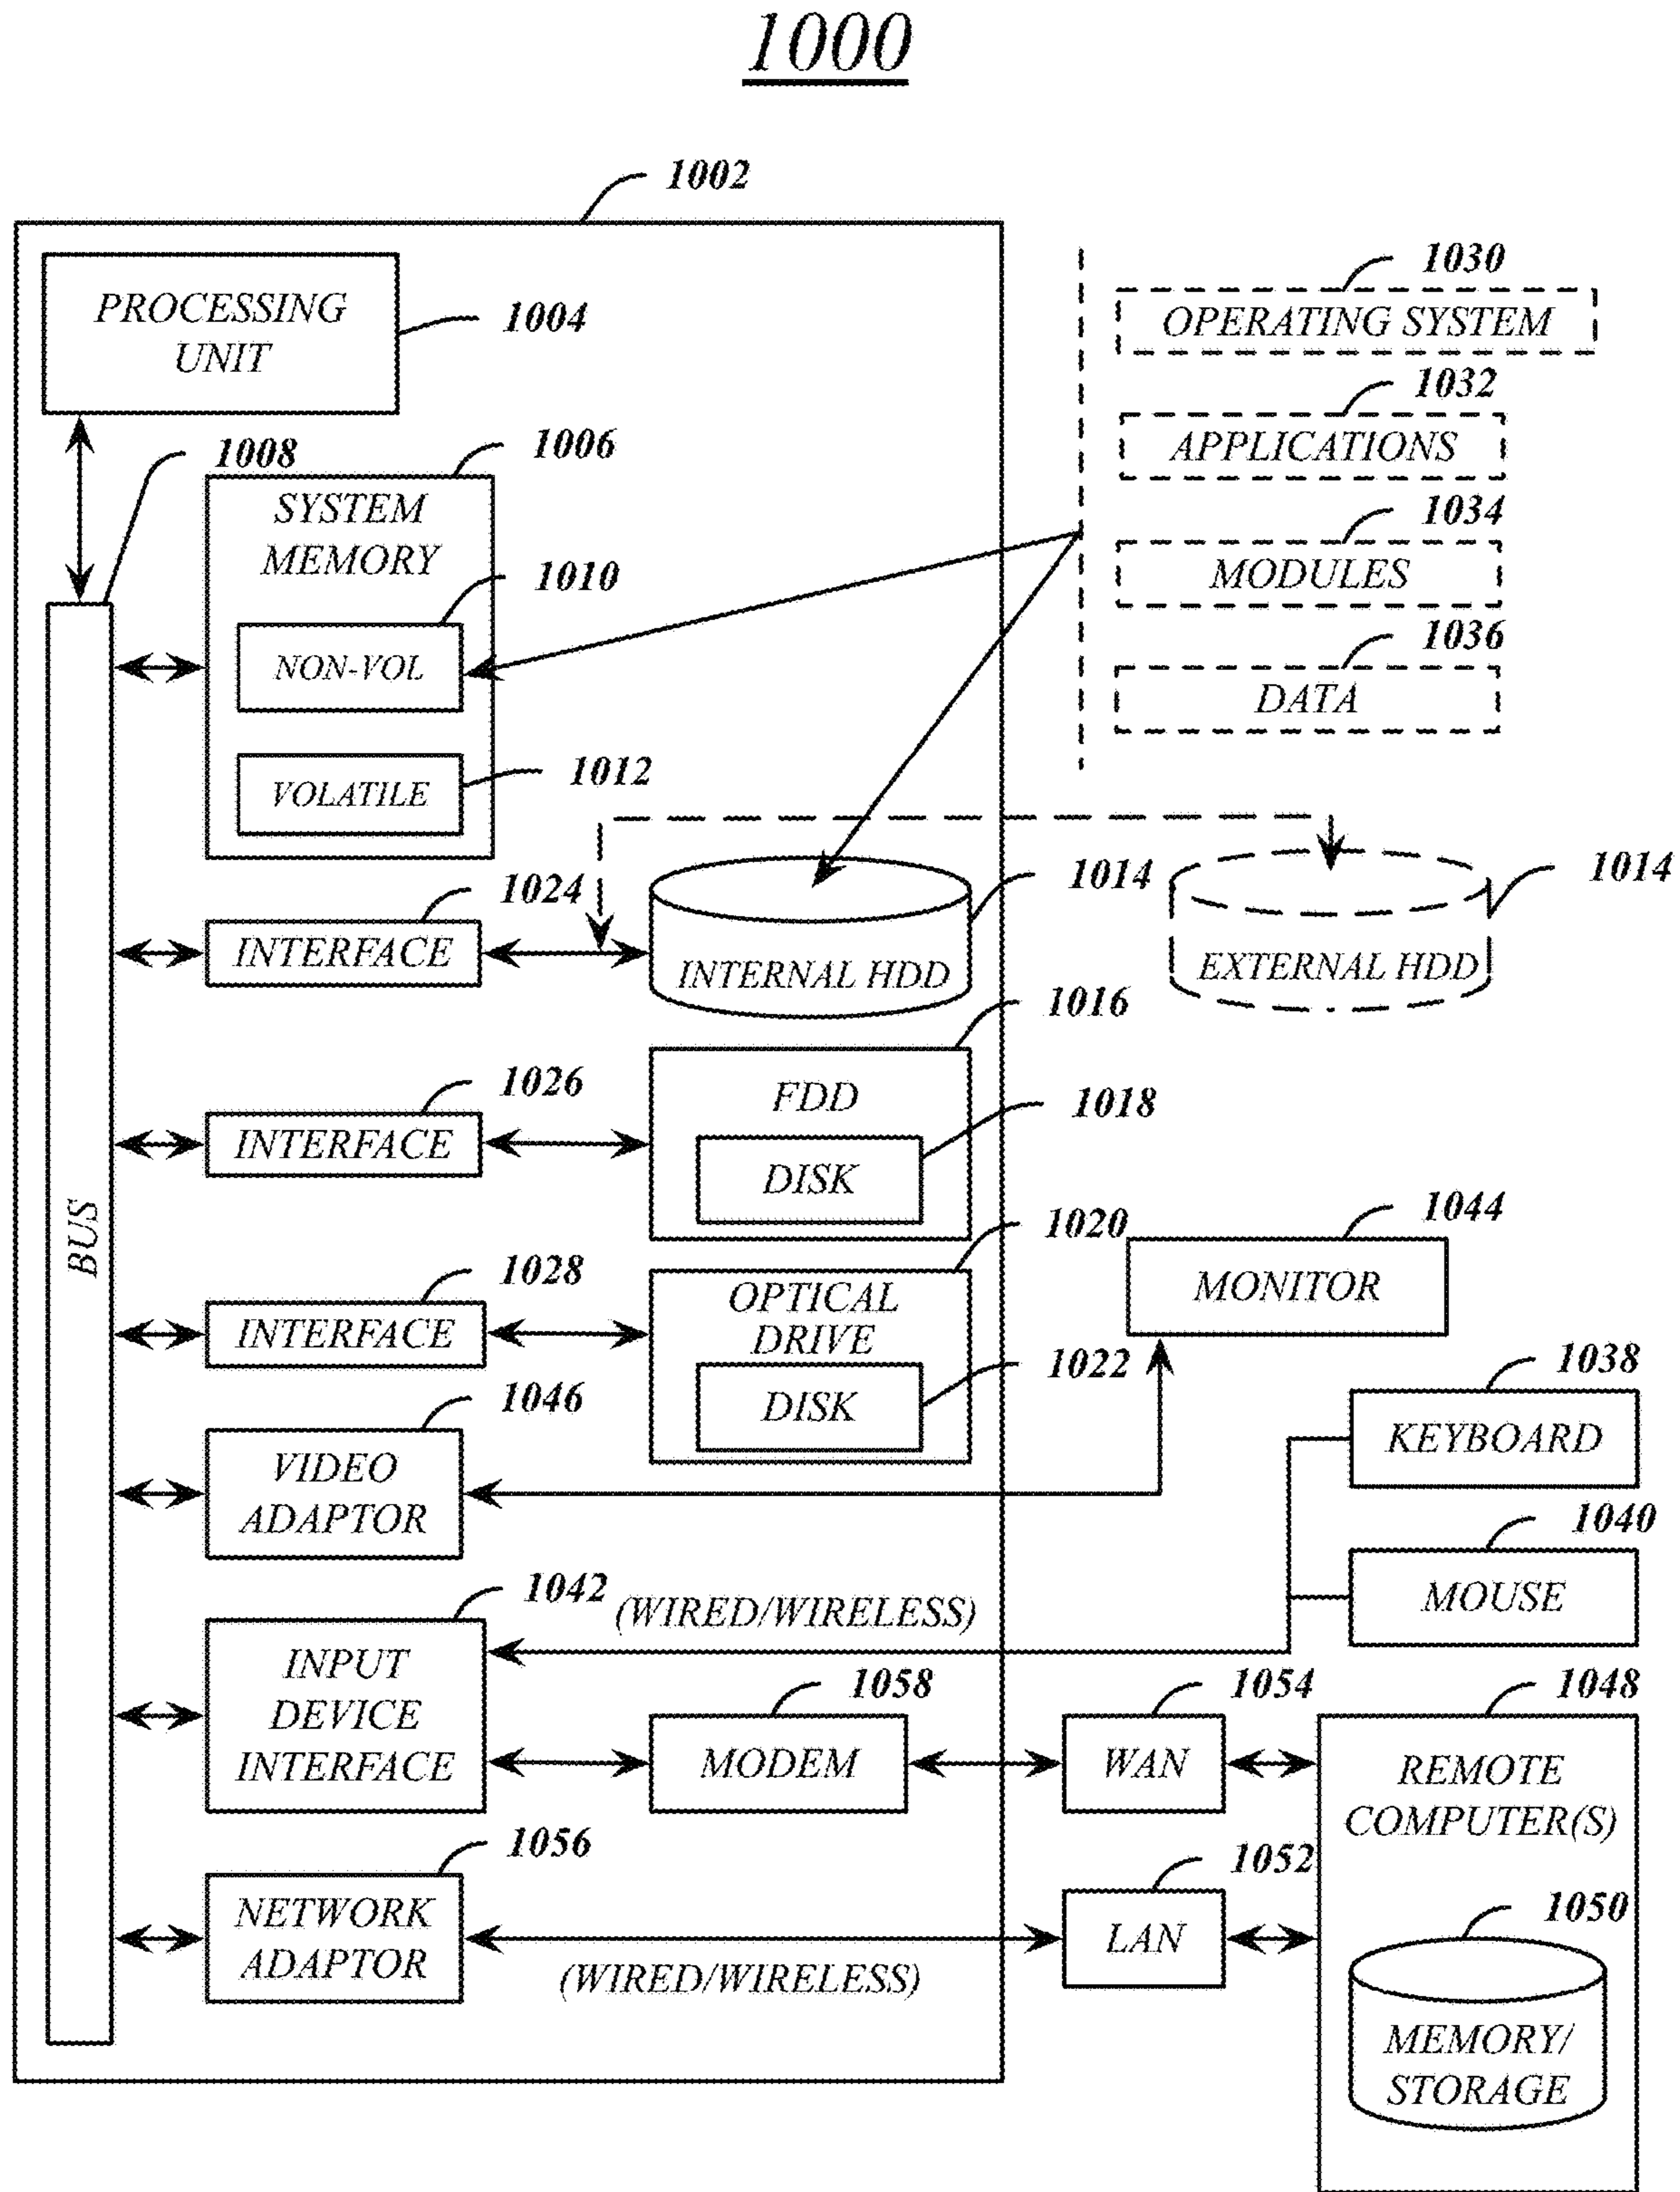 1000
1002
PROCESSING
UNIT
1004
1030
OPERATING SYSTEM
1032
APPLICATIONS
1034
MODULES
1036
DATA
1008
1006
SYSTEM
MEMORY
1010
NON-VOL
1012
VOLATILE
1024
INTERFACE
1014
INTERNAL HDD
1014
EXTERNAL HDD
1016
FDD
1018
DISK
1026
INTERFACE
BUS
1028
INTERFACE
1020
OPTICAL
DRIVE
1022
DISK
1044
MONITOR
1046
VIDEO
ADAPTOR
1038
KEYBOARD
1040
MOUSE
1042
(WIRED/WIRELESS)
INPUT
DEVICE
INTERFACE
1058
MODEM
1054
WAN
1048
REMOTE
COMPUTER(S)
1056
NETWORK
ADAPTOR
(WIRED/WIRELESS)
1052
LAN
1050
MEMORY/
STORAGE